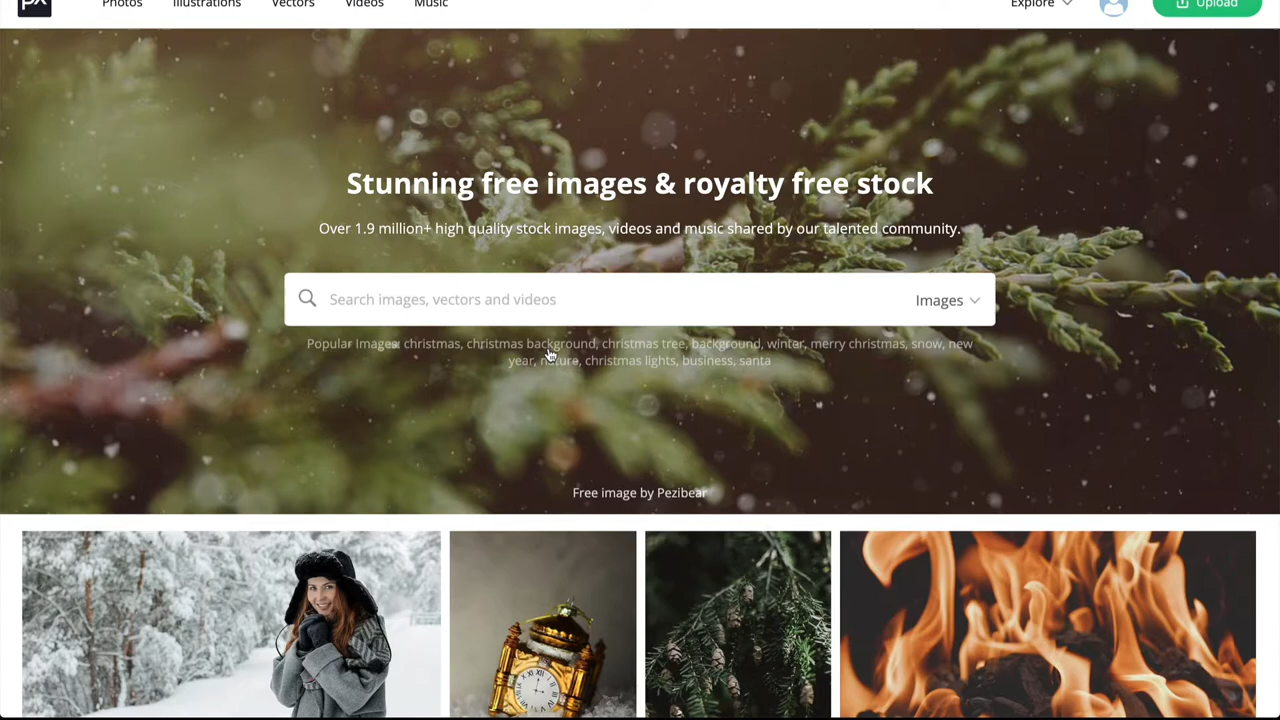 px
Photos Illustrations Vectors Videos Music Explore Upload
Stunning free images & royalty free stock
Over 1.9 million+ high quality stock images, videos and music shared by our talented community.
Search images, vectors and videos Images
Popular Images: christmas, christmas background, christmas tree, background, winter, merry christmas, snow, new
year, nature, christmas lights, business, santa
Free image by Pezibear